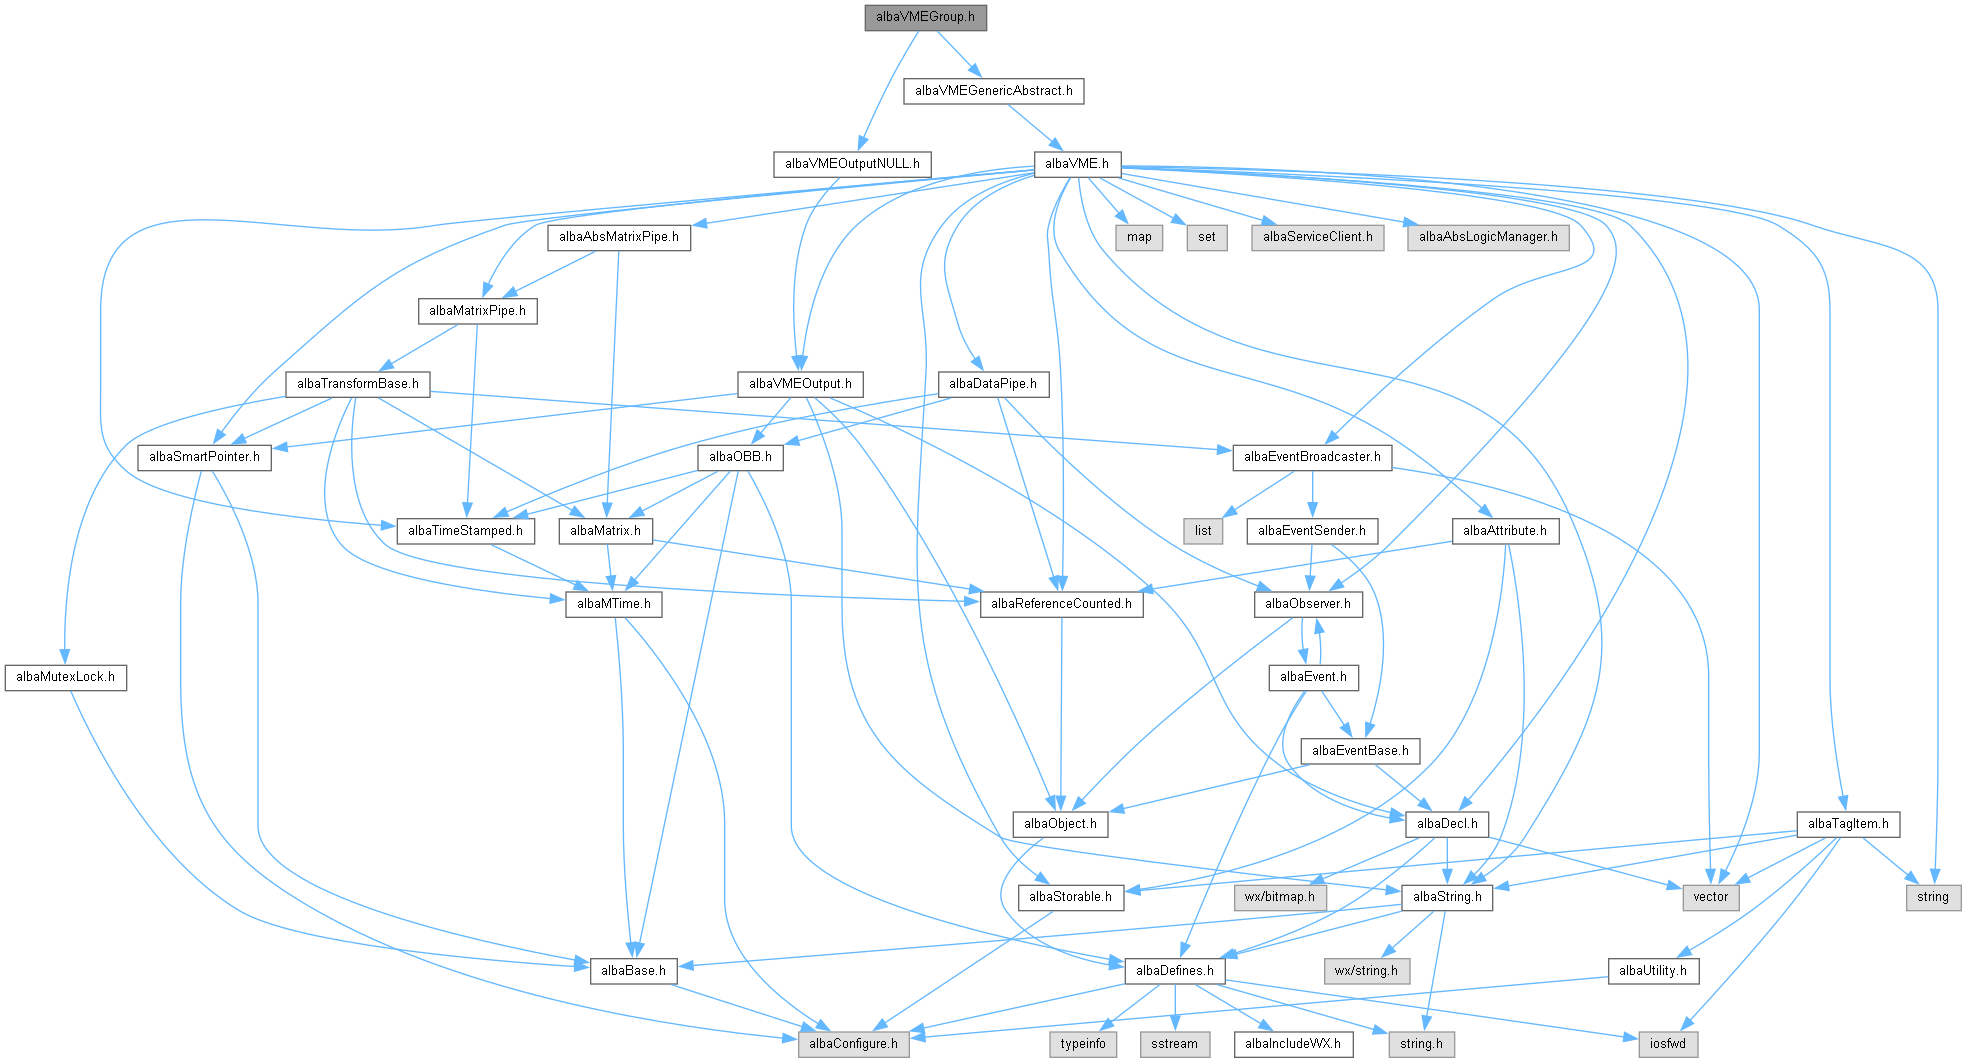 albaVMEGroup.h
albaVMEGenericAbstract.h
albaVMEOutputNULL.h
albaVME.h
albaAbsMatrixPipe.h
map
set
albaServiceClient.h
albaAbsLogicManager.h
albaMatrixPipe.h
albaTransformBase.h
albaVMEOutput.h
albaDataPipe.h
albaSmartPointer.h
albaOBB.h
albaEventBroadcaster.h
albaTimeStamped.h
albaMatrix.h
list
albaEventSender.h
albaAttribute.h
albaMTime.h
albaReferenceCounted.h
albaObserver.h
albaMutexLock.h
albaEvent.h
albaEventBase.h
albaObject.h
albaDecl.h
albaTagItem.h
albaStorable.h
wx/bitmap.h
albaString.h
vector
string
albaBase.h
albaDefines.h
wx/string.h
albaUtility.h
albaConfigure.h
typeinfo
sstream
albaIncludeWX.h
string.h
iosfwd